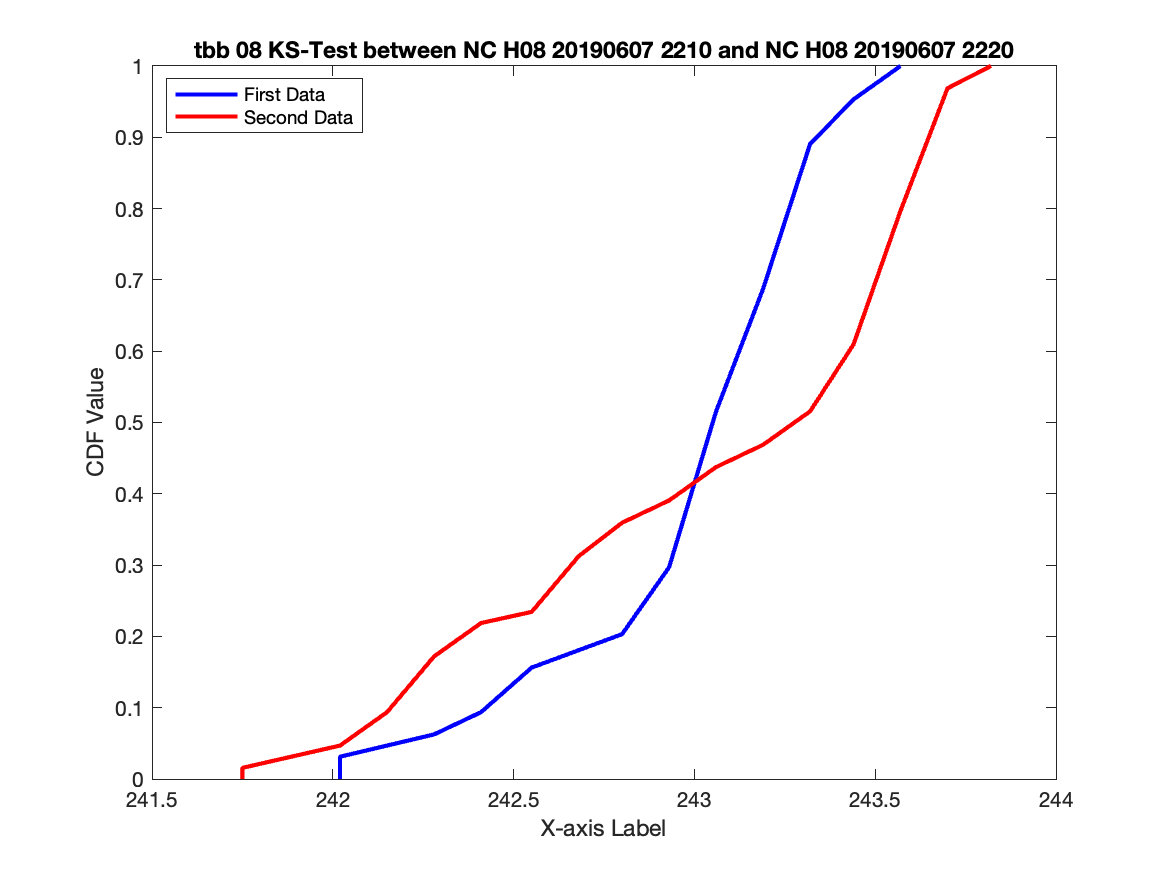 tbb 08 KS-Test between NC H08 20190607 2210 and NC H08 20190607 2220
First Data
Second Data
1
0.9
0.8
0.7
0.6
0.5
0.4
0.3
0.2
0.1
0
CDF Value
241.5 242 242.5 243 243.5 244
X-axis Label